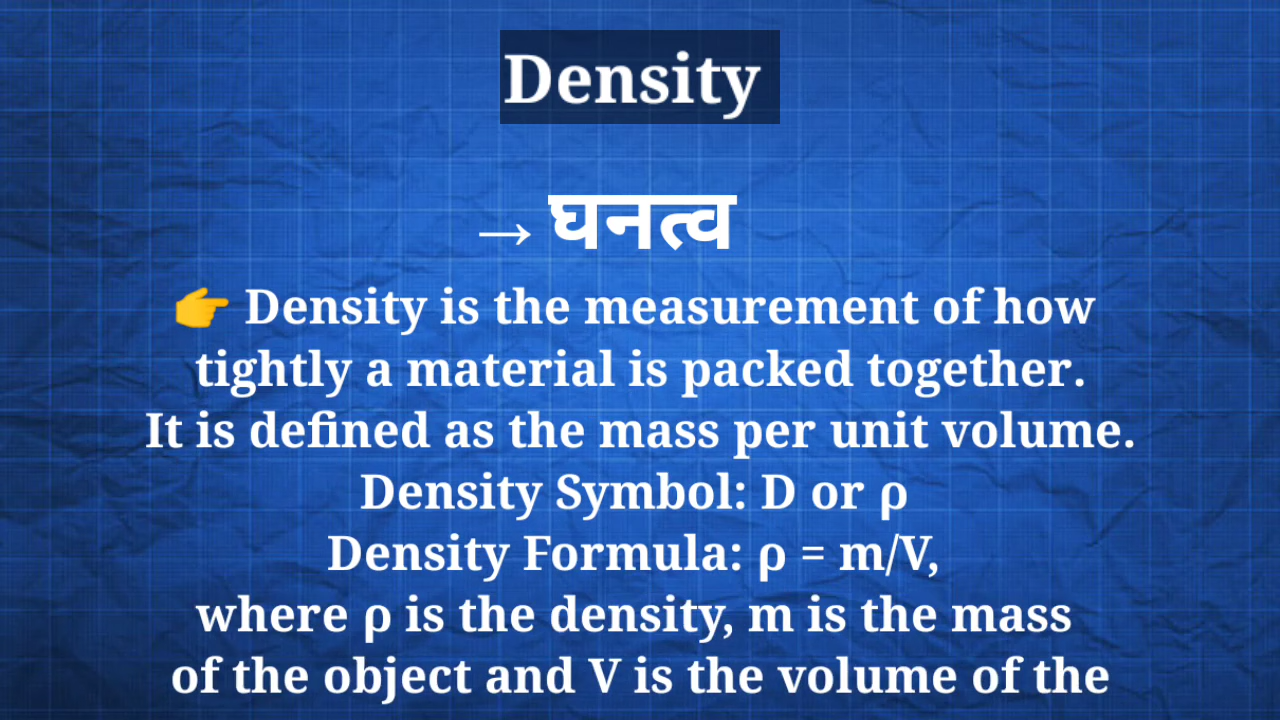 Density
→ घनत्व
👉 Density is the measurement of how
tightly a material is packed together.
It is defined as the mass per unit volume.
Density Symbol: D or ρ
Density Formula: ρ = m/V,
where ρ is the density, m is the mass
of the object and V is the volume of the